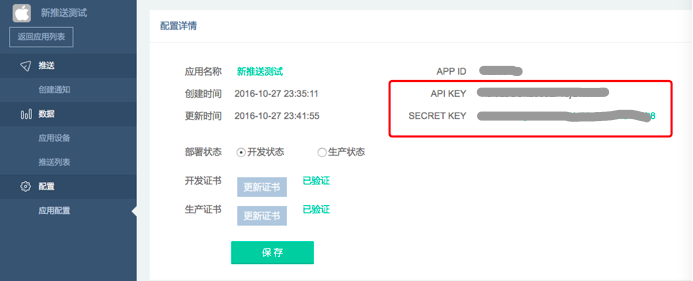 新推送测试
返回应用列表
推送
创建通知
数据
应用设备
推送列表
配置
应用配置
配置详情
应用名称 新推送测试 APP ID
创建时间 2016-10-27 23:35:11 API KEY
更新时间 2016-10-27 23:41:55 SECRET KEY
部署状态 开发状态 生产状态
开发证书 更新证书 已验证
生产证书 更新证书 已验证
保存